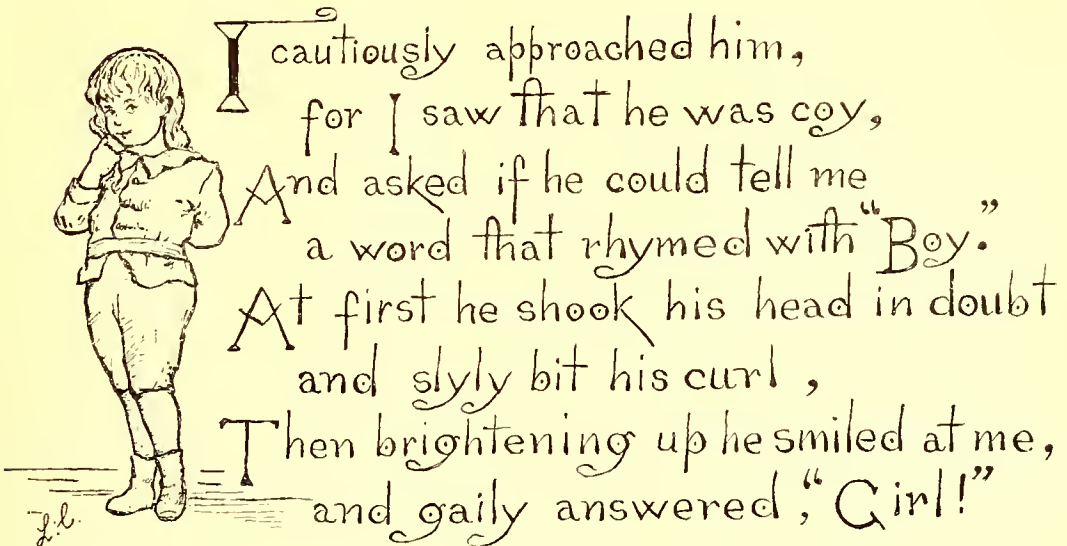 I cautiously approached him,
for I saw that he was coy,
And asked if he could tell me
a word that rhymed with "Boy."
At first he shook his head in doubt
and slyly bit his curl,
Then brightening up he smiled at me,
and gaily answered, "Girl!"